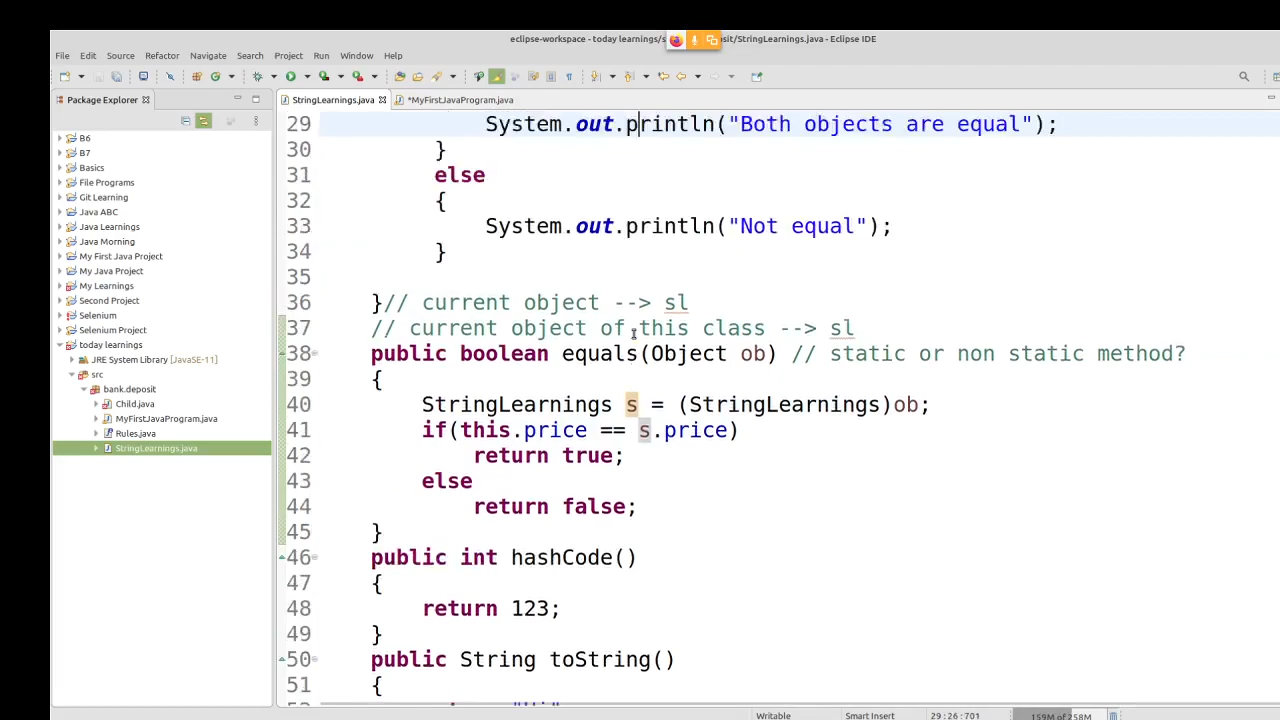 eclipse-workspace - today learnings/s sit/StringLearnings.java - Eclipse IDE
File Edit Source Refactor Navigate Search Project Run Window Help
Package Explorer
StringLearnings.java *MyFirstJavaProgram.java
B6
B7
Basics
File Programs
Git Learning
Java ABC
Java Learnings
Java Morning
My First Java Project
My Java Project
My Learnings
Second Project
Selenium
Selenium Project
today learnings
JRE System Library [JavaSE-11]
src
bank.deposit
Child.java
MyFirstJavaProgram.java
Rules.java
StringLearnings.java
29 System.out.println("Both objects are equal");
30 }
31 else
32 {
33 System.out.println("Not equal");
34 }
35
36 }// current object --> sl
37 // current object of this class --> sl
38 public boolean equals(Object ob) // static or non static method?
39 {
40 StringLearnings s = (StringLearnings)ob;
41 if(this.price == s.price)
42 return true;
43 else
44 return false;
45 }
46 public int hashCode()
47 {
48 return 123;
49 }
50 public String toString()
51 {
Writable Smart Insert 29:26:701 159M of 258M